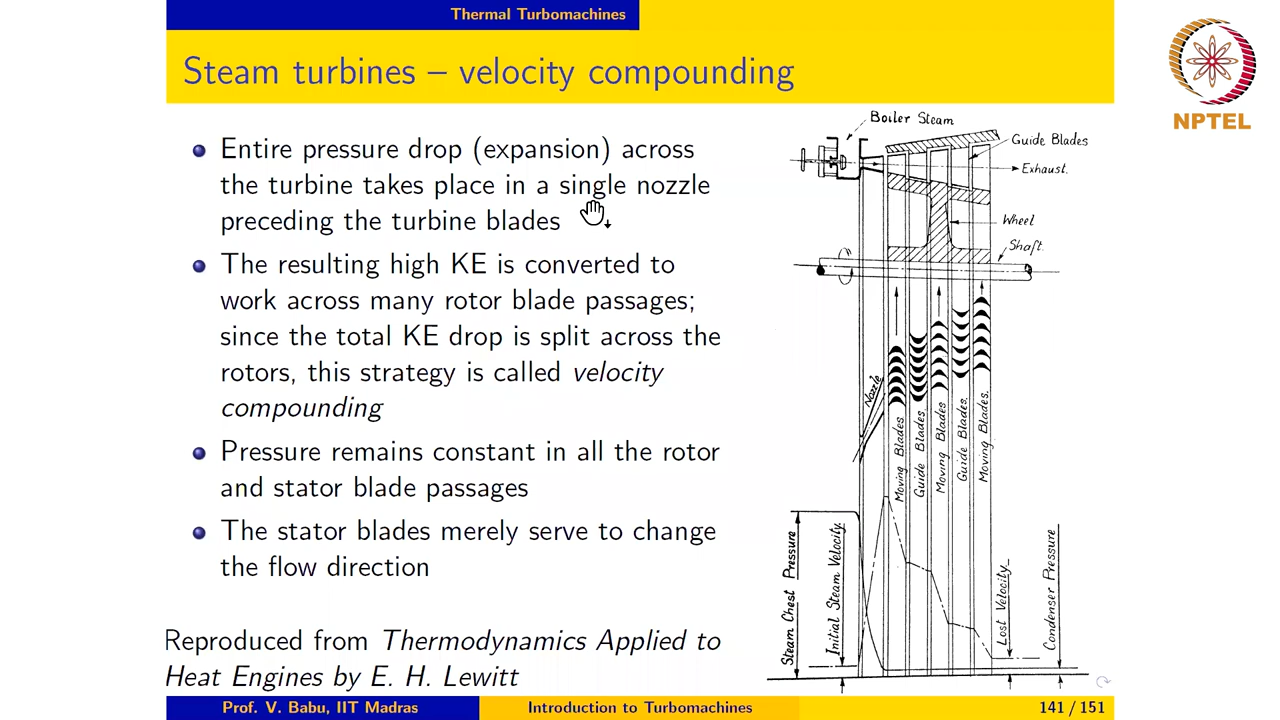 Thermal Turbomachines
Steam turbines – velocity compounding
NPTEL
Entire pressure drop (expansion) across
the turbine takes place in a single nozzle
preceding the turbine blades
The resulting high KE is converted to
work across many rotor blade passages;
since the total KE drop is split across the
rotors, this strategy is called velocity
compounding
Pressure remains constant in all the rotor
and stator blade passages
The stator blades merely serve to change
the flow direction
Reproduced from Thermodynamics Applied to
Heat Engines by E. H. Lewitt
Boiler Steam
Guide Blades
Exhaust.
Wheel
Shaft.
Nozzle
Moving Blades.
Guide Blades.
Moving Blades
Guide Blades.
Moving Blades.
Steam Chest Pressure
Initial Steam Velocity.
Lost Velocity
Condenser Pressure
Prof. V. Babu, IIT Madras
Introduction to Turbomachines
141 / 151